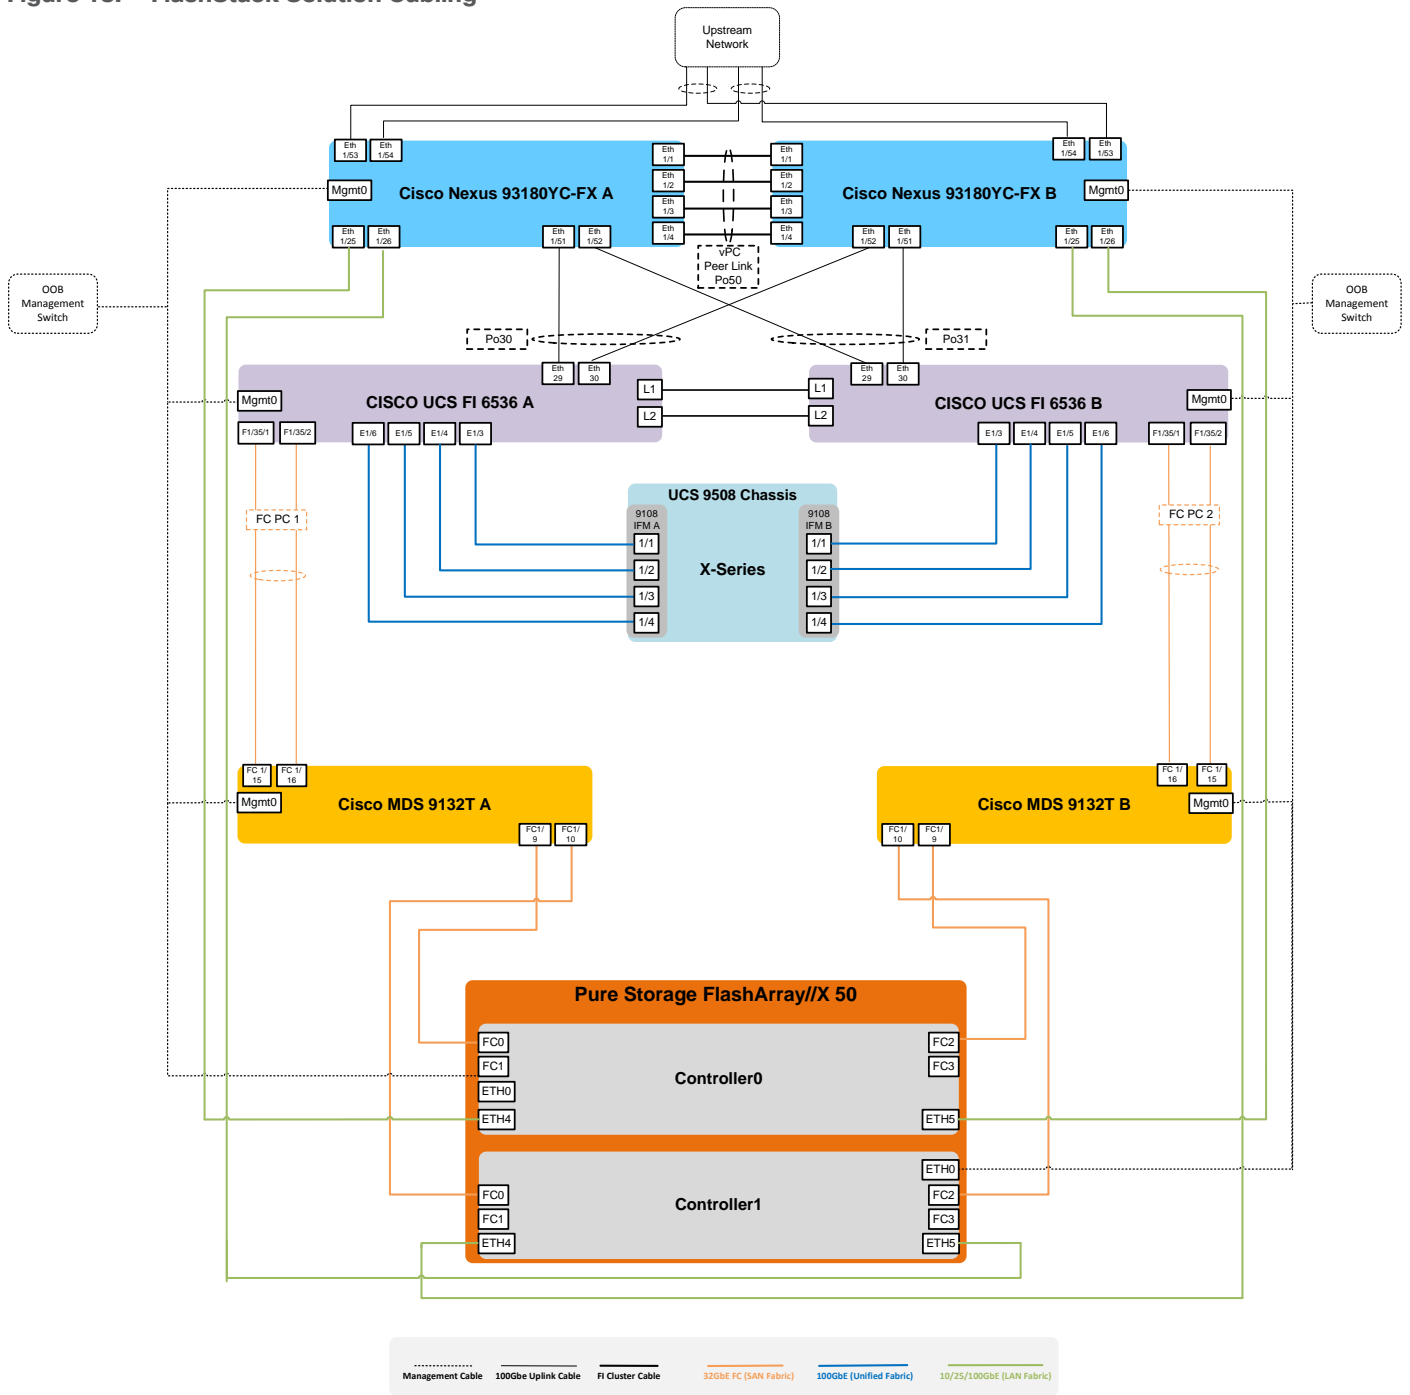 Figure 13. FlashStack Solution Cabling
Upstream
Network
Eth
1/53
Eth
1/54
Eth
1/54
Eth
1/53
Eth
1/1
Eth
1/1
Eth
1/2
Eth
1/2
Mgmt0
Cisco Nexus 93180YC-FX A
Cisco Nexus 93180YC-FX B
Mgmt0
Eth
1/3
Eth
1/3
Eth
1/4
Eth
1/4
Eth
1/25
Eth
1/26
Eth
1/51
Eth
1/52
Eth
1/52
Eth
1/51
Eth
1/25
Eth
1/26
vPC
Peer Link
Po50
OOB
Management
Switch
OOB
Management
Switch
Po30
Po31
Eth
29
Eth
30
Eth
29
Eth
30
Mgmt0
CISCO UCS FI 6536 A
L1
L2
L1
L2
CISCO UCS FI 6536 B
Mgmt0
F1/35/1
F1/35/2
E1/6
E1/5
E1/4
E1/3
E1/3
E1/4
E1/5
E1/6
F1/35/1
F1/35/2
UCS 9508 Chassis
9108
IFM A
9108
IFM B
FC PC 1
FC PC 2
1/1
1/1
1/2
X-Series
1/2
1/3
1/3
1/4
1/4
FC 1/
15
FC 1/
16
FC 1/
16
FC 1/
15
Mgmt0
Cisco MDS 9132T A
Cisco MDS 9132T B
Mgmt0
FC1/
9
FC1/
10
FC1/
10
FC1/
9
Pure Storage FlashArray//X 50
FC0
FC2
FC1
FC3
Controller0
ETH0
ETH4
ETH5
ETH0
FC0
FC2
Controller1
FC1
FC3
ETH4
ETH5
Management Cable
100Gbe Uplink Cable
FI Cluster Cable
32GbE FC (SAN Fabric)
100GbE (Unified Fabric)
10/25/100GbE (LAN Fabric)